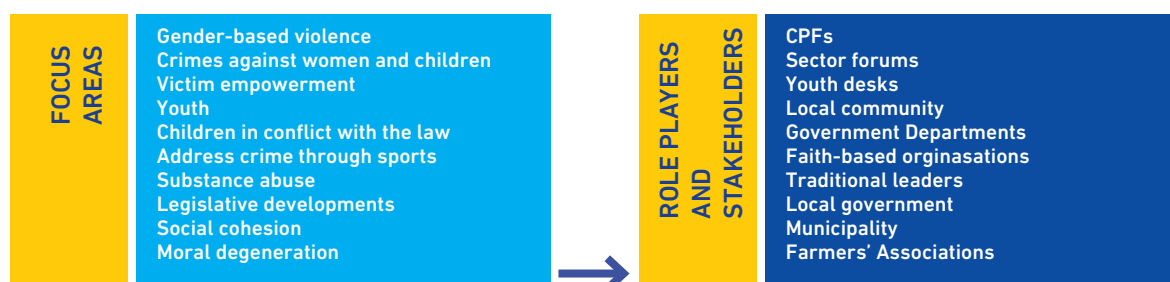 FOCUS
AREAS
Gender-based violence
Crimes against women and children
Victim empowerment
Youth
Children in conflict with the law
Address crime through sports
Substance abuse
Legislative developments
Social cohesion
Moral degeneration
ROLE PLAYERS
AND
STAKEHOLDERS
CPFs
Sector forums
Youth desks
Local community
Government Departments
Faith-based orginasations
Traditional leaders
Local government
Municipality
Farmers’ Associations